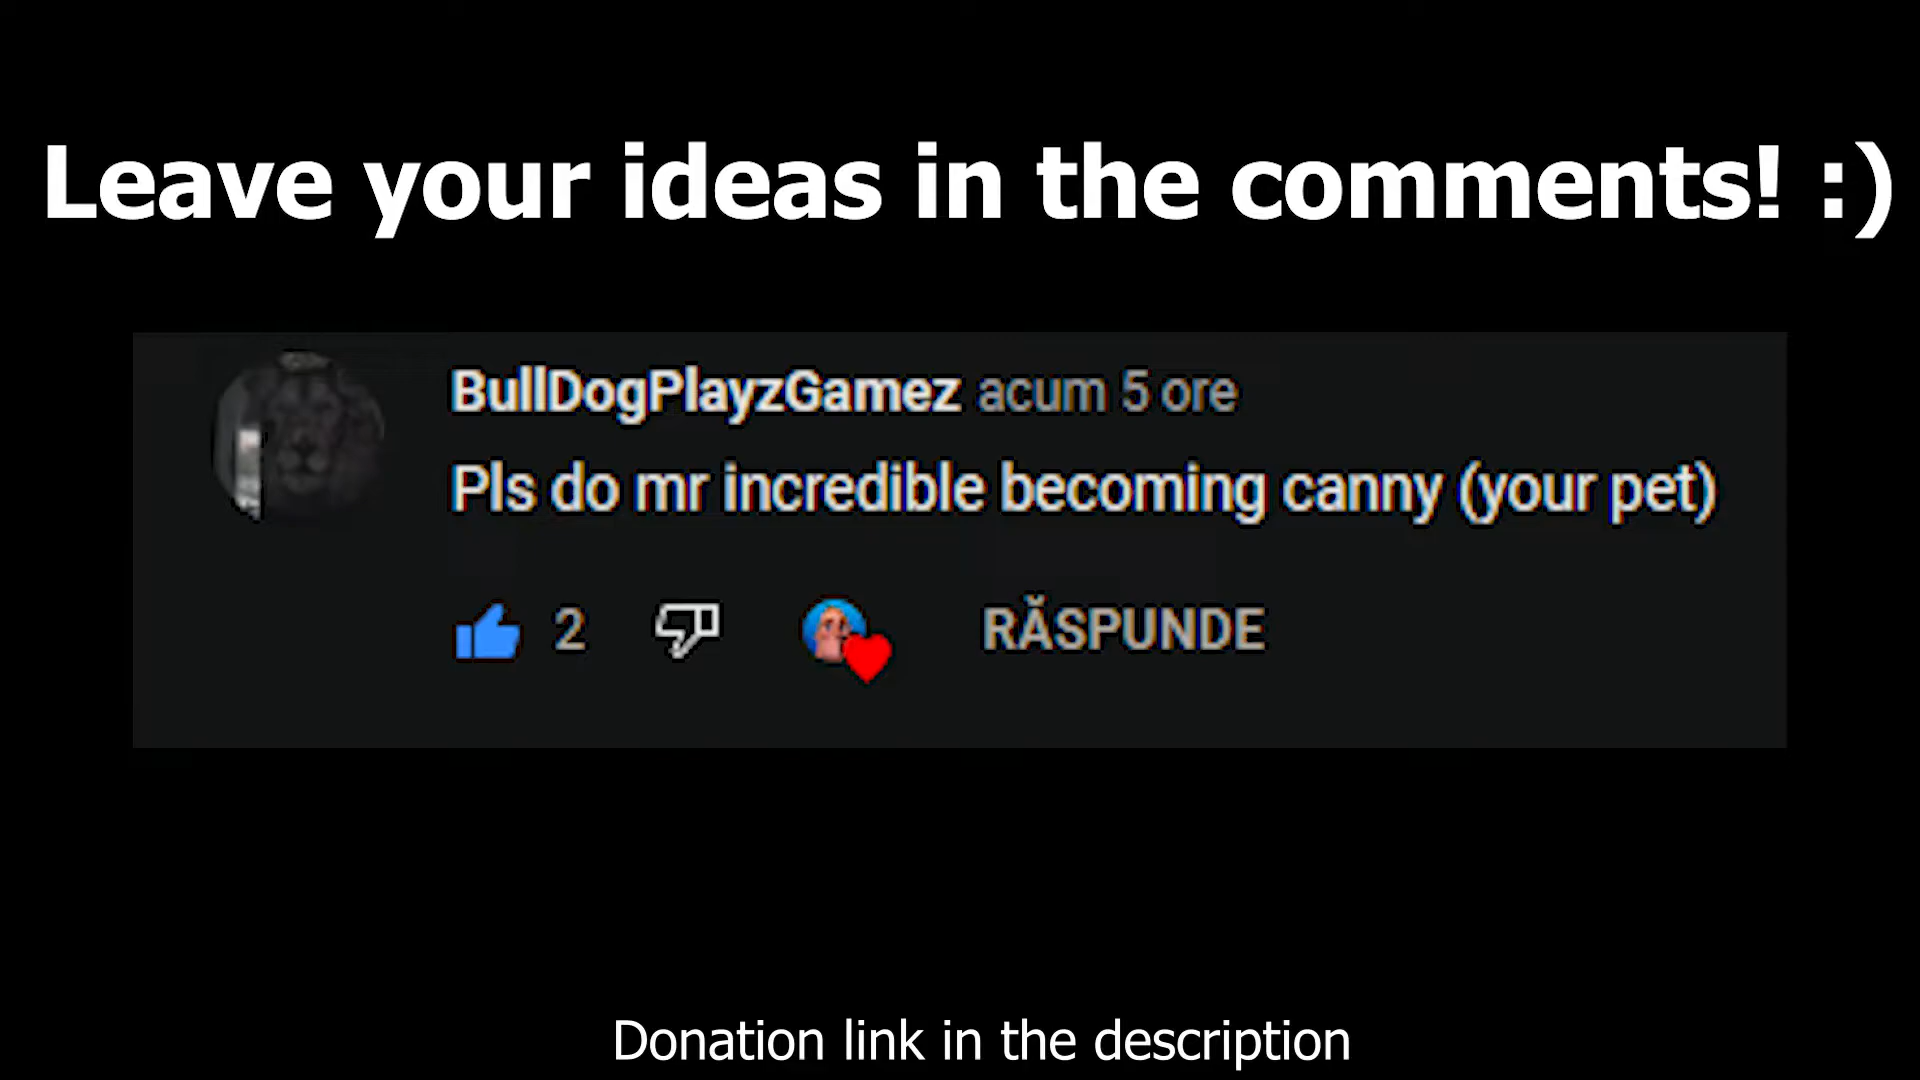 Leave your ideas in the comments! :)
BullDogPlayzGamez acum 5 ore
Pls do mr incredible becoming canny (your pet)
2 RĂSPUNDE
Donation link in the description